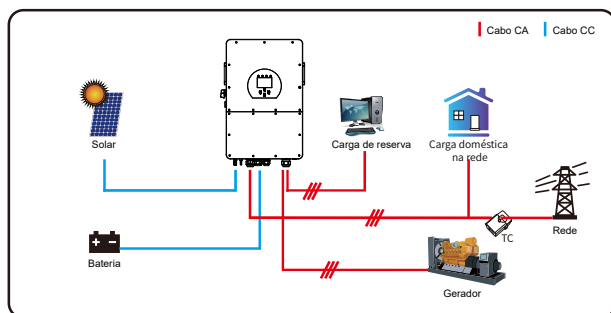 Cabo CA
Cabo CC
Solar
Carga de reserva
Carga doméstica
na rede
TC
Rede
Bateria
Gerador